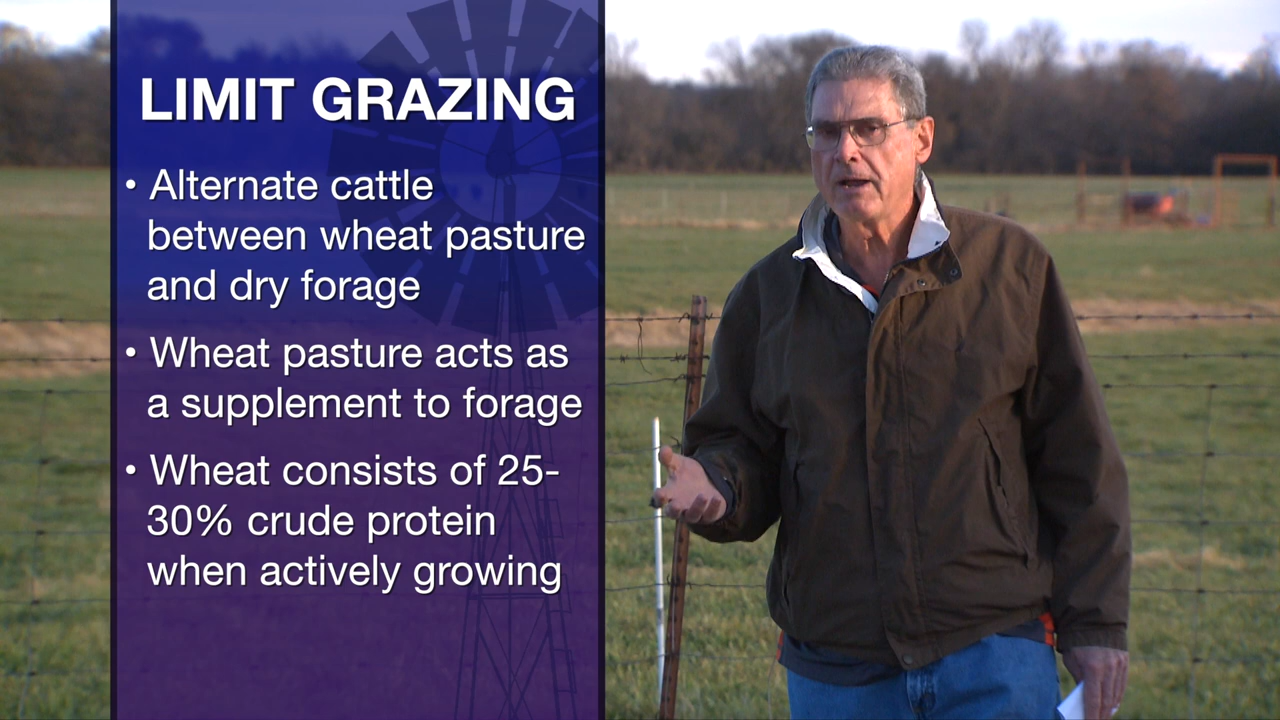 LIMIT GRAZING
• Alternate cattle
between wheat pasture
and dry forage
• Wheat pasture acts as
a supplement to forage
• Wheat consists of 25-
30% crude protein
when actively growing